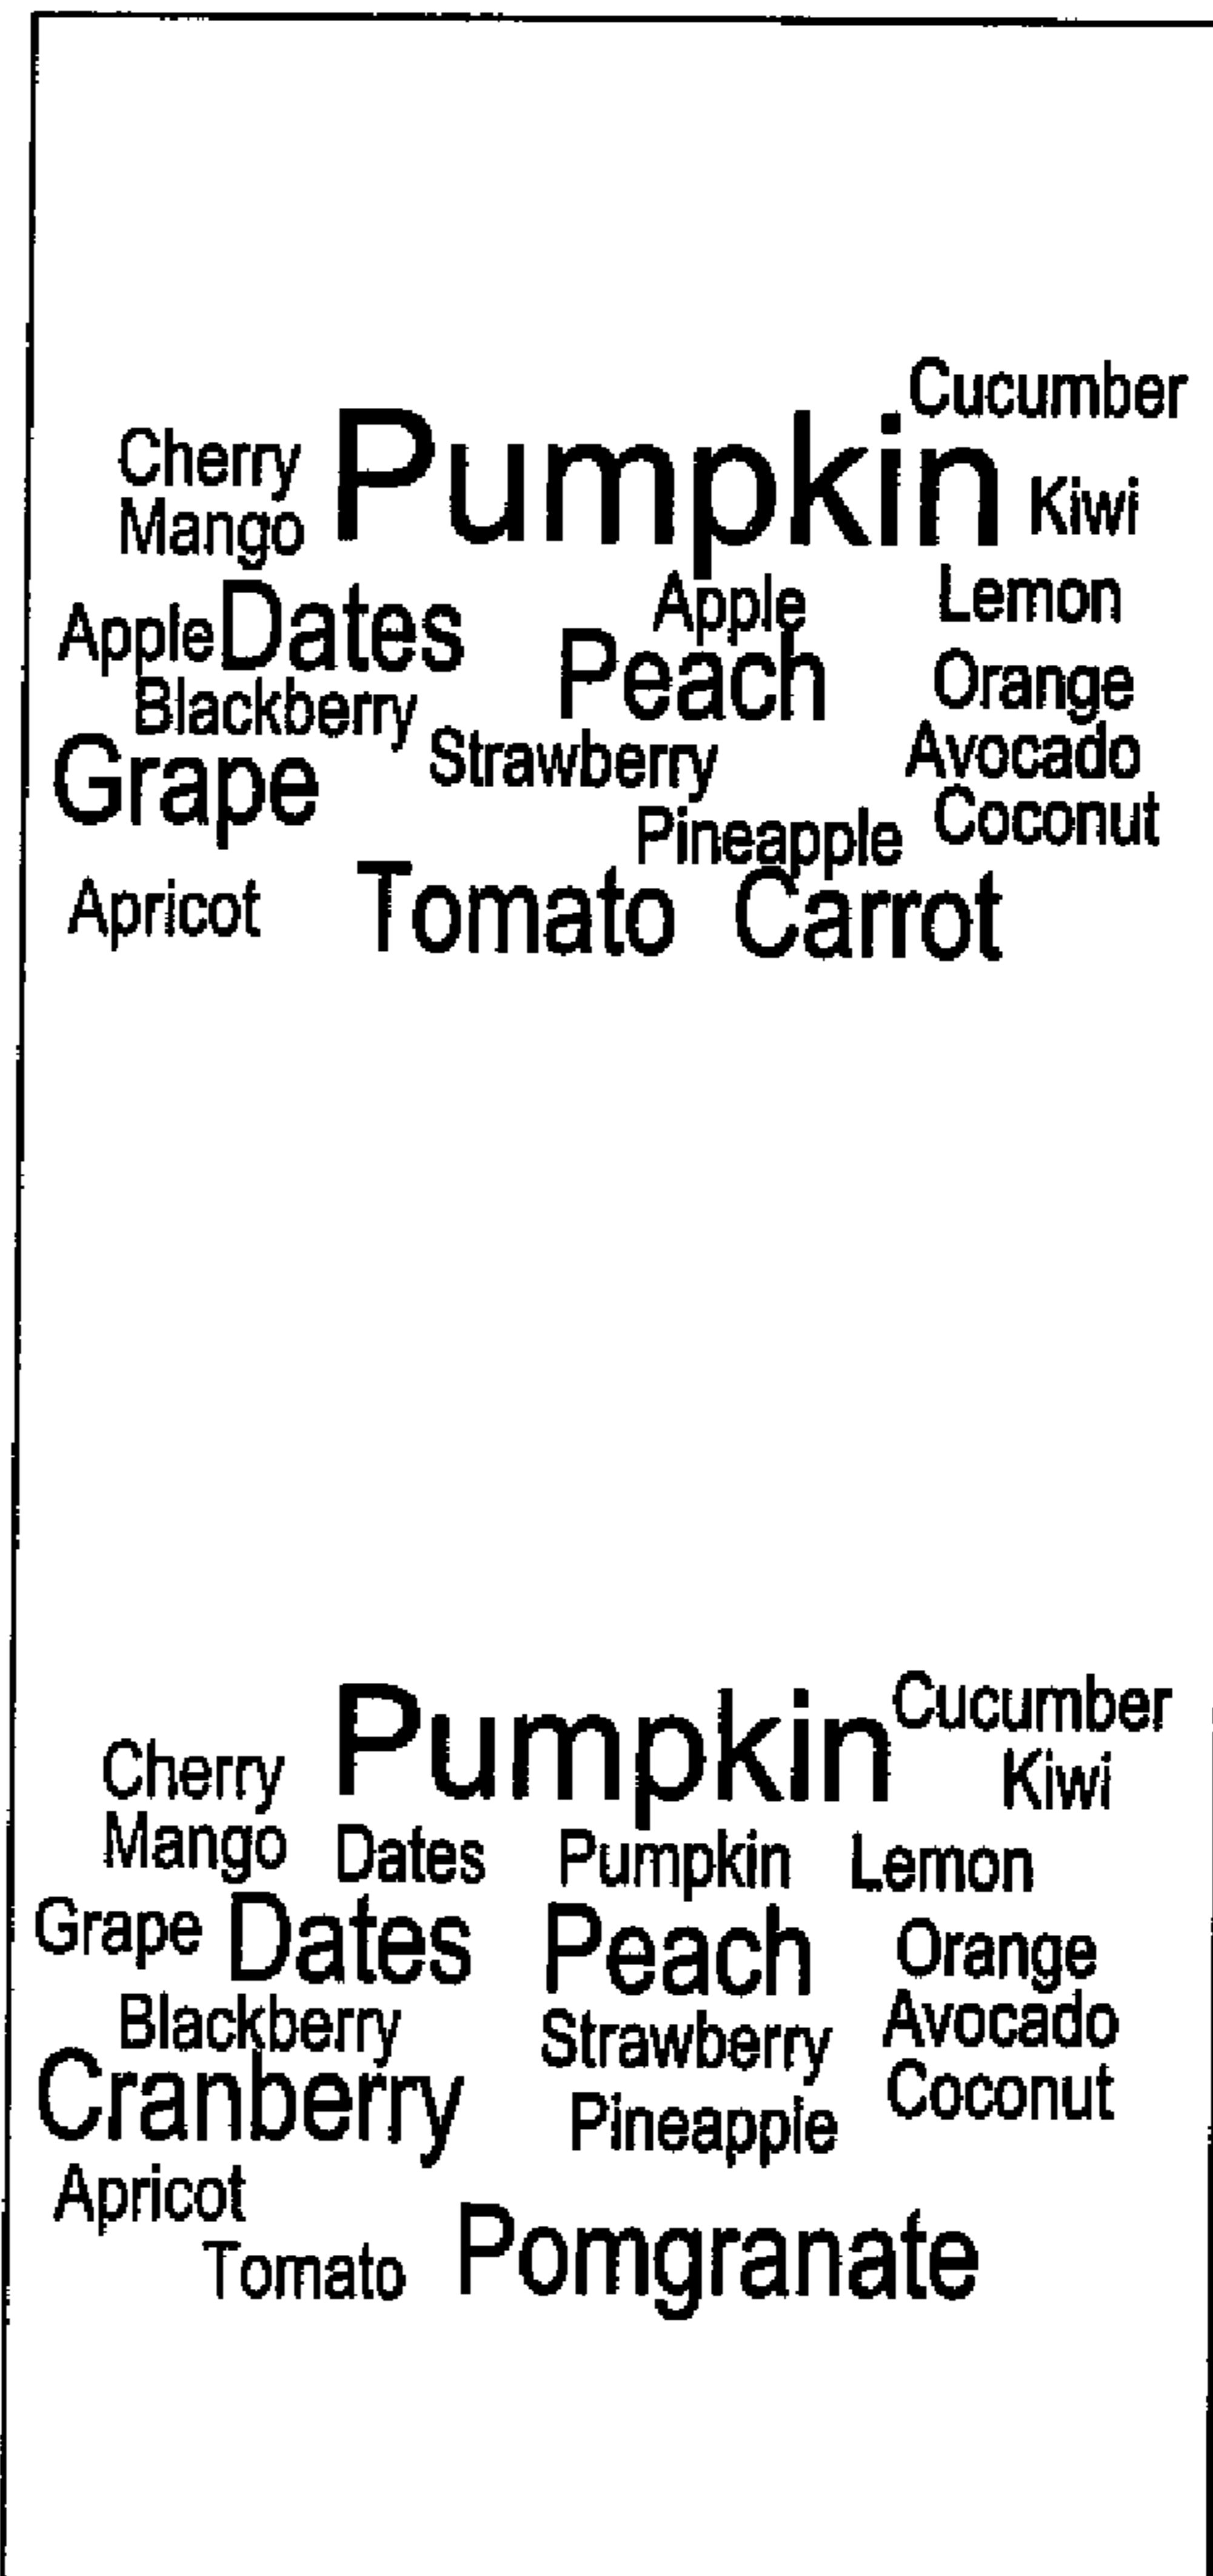 Cucumber
Cherry Pumpkin Kiwi
Mango
Apple Dates Apple Lemon
Blackberry Peach Orange
Grape Strawberry Avocado
Pineapple Coconut
Apricot Tomato Carrot
Pumpkin Cucumber
Cherry Kiwi
Mango Dates Pumpkin Lemon
Grape Dates Peach Orange
Blackberry Strawberry Avocado
Cranberry Pineapple Coconut
Apricot
Tomato Pomgranate